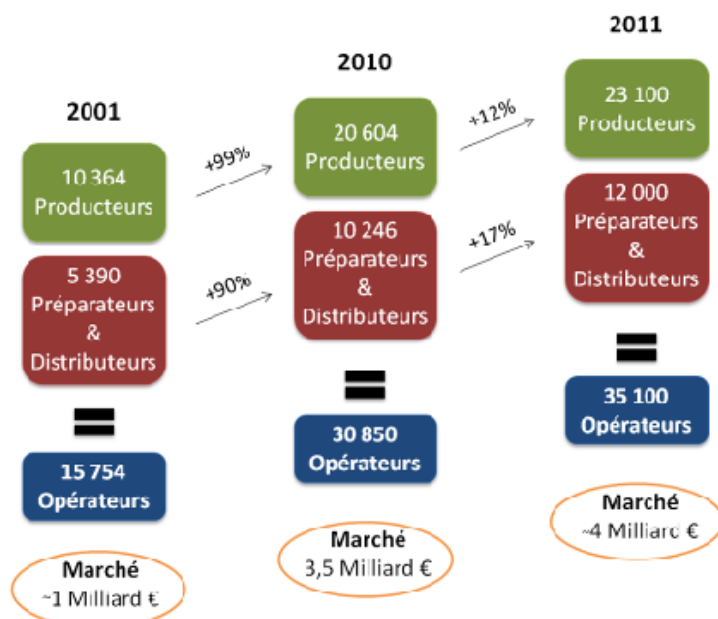 2001
10 364
Producteurs
5 390
Préparateurs
&
Distributeurs
15 754
Opérateurs
Marché
~1 Milliard €
+99%
+90%
2010
20 604
Producteurs
10 246
Préparateurs
&
Distributeurs
30 850
Opérateurs
Marché
3,5 Milliard €
+12%
+17%
2011
23 100
Producteurs
12 000
Préparateurs
&
Distributeurs
35 100
Opérateurs
Marché
~4 Milliard €